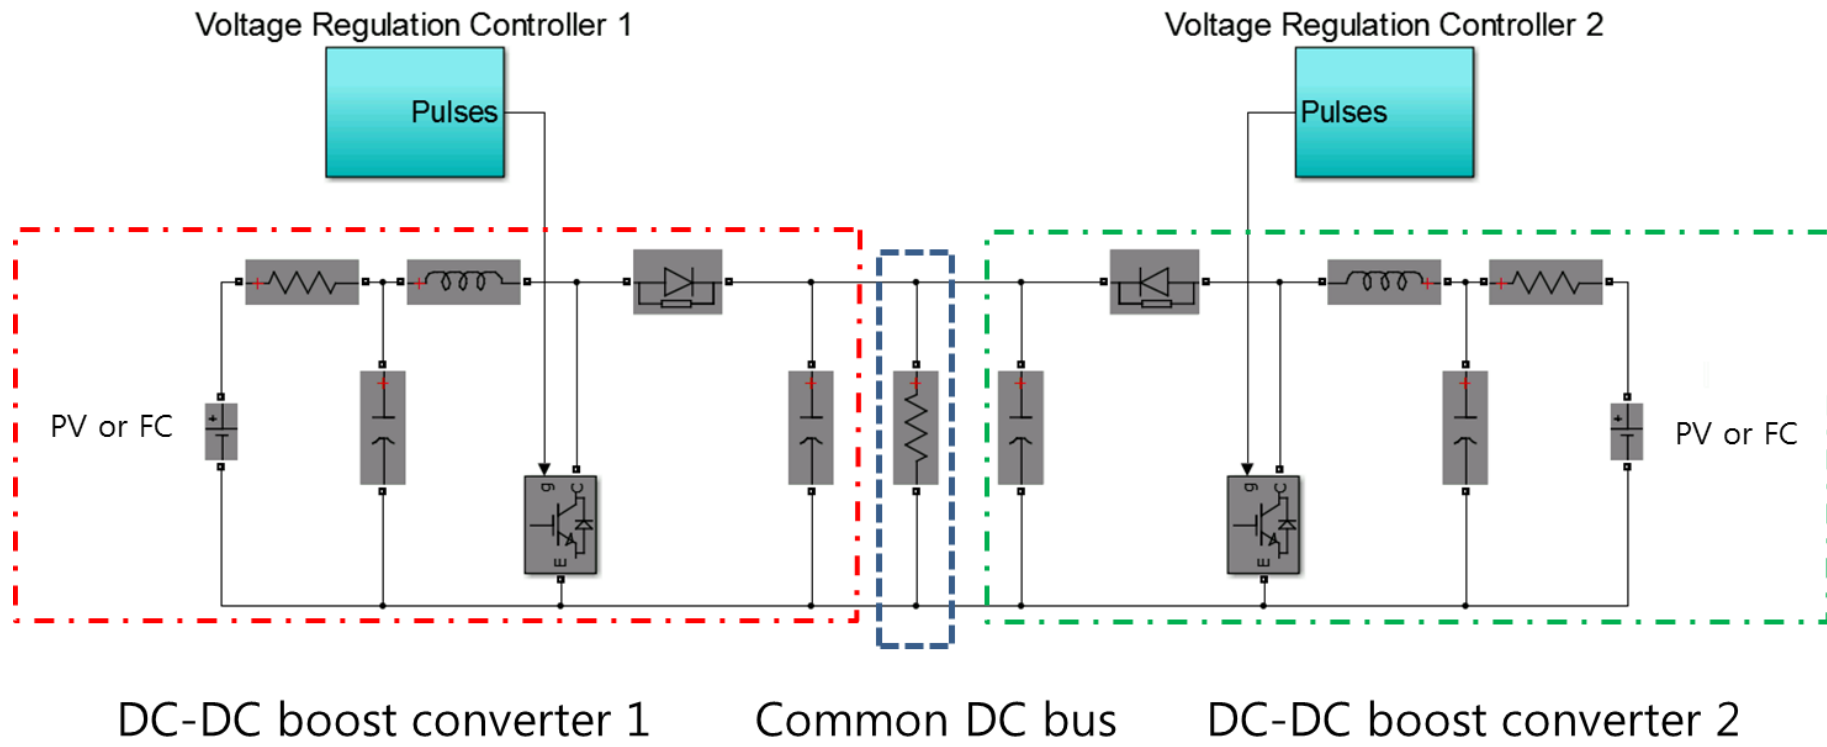 Voltage Regulation Controller 1
Voltage Regulation Controller 2
Pulses
Pulses
PV or FC
PV or FC
g
C
E
g
C
E
DC-DC boost converter 1
Common DC bus
DC-DC boost converter 2